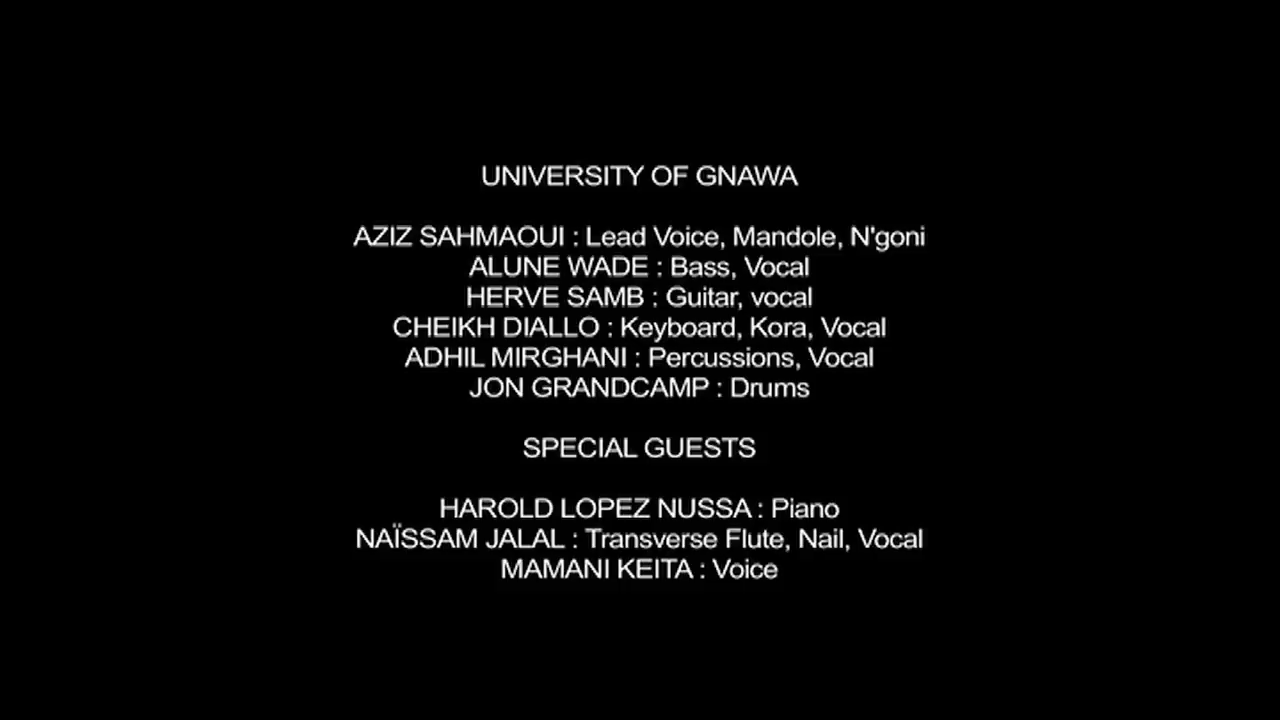 UNIVERSITY OF GNAWA
AZIZ SAHMAOUI : Lead Voice, Mandole, N'goni
ALUNE WADE : Bass, Vocal
HERVE SAMB : Guitar, vocal
CHEIKH DIALLO : Keyboard, Kora, Vocal
ADHIL MIRGHANI : Percussions, Vocal
JON GRANDCAMP : Drums
SPECIAL GUESTS
HAROLD LOPEZ NUSSA : Piano
NAÏSSAM JALAL : Transverse Flute, Nail, Vocal
MAMANI KEITA : Voice